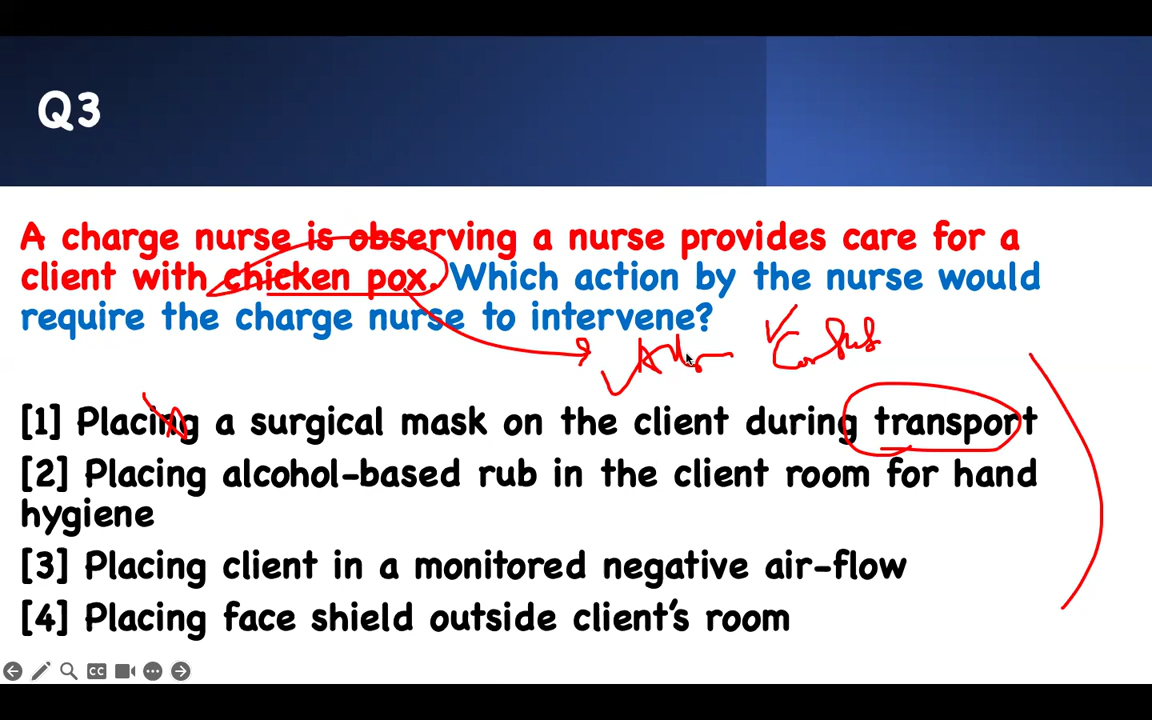 Q3
A charge nurse is observing a nurse provides care for a
client with chicken pox. Which action by the nurse would
require the charge nurse to intervene?
[1] Placing a surgical mask on the client during transport
[2] Placing alcohol-based rub in the client room for hand
hygiene
[3] Placing client in a monitored negative air-flow
[4] Placing face shield outside client's room
CC